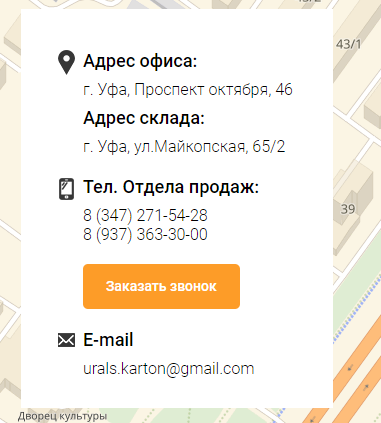 43/1
Адрес офиса:
г. Уфа, Проспект октября, 46
Адрес склада:
г. Уфа, ул.Майкопская, 65/2
Тел. Отдела продаж:
8 (347) 271-54-28
39
8 (937) 363-30-00
Заказать звонок
E-mail
urals.karton@gmail.com
Дворец культуры